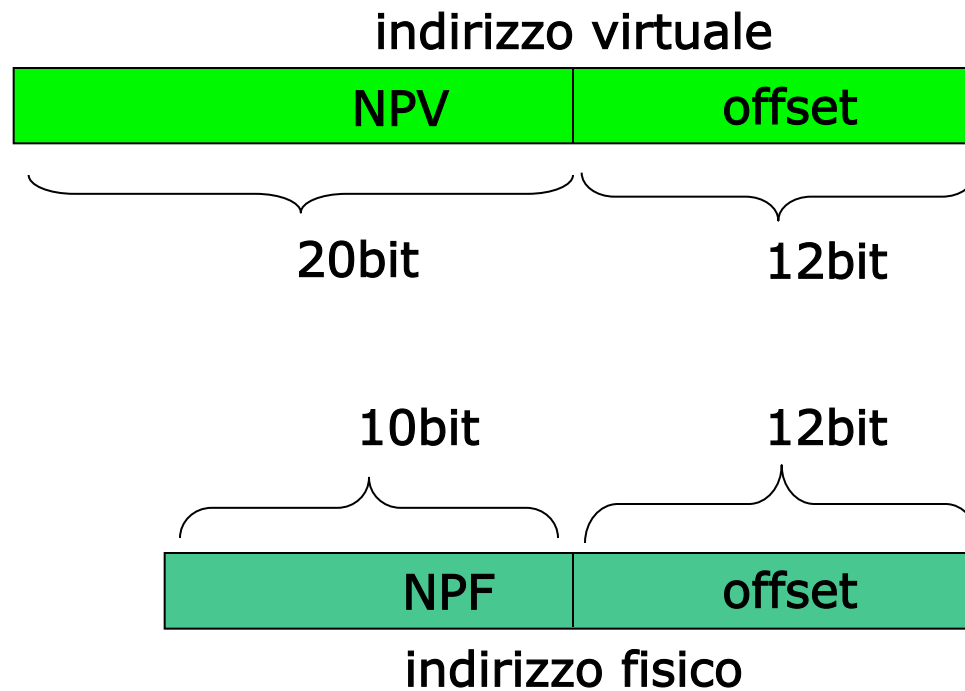 indirizzo virtuale
NPV offset
20bit 12bit
10bit 12bit
NPF offset
indirizzo fisico